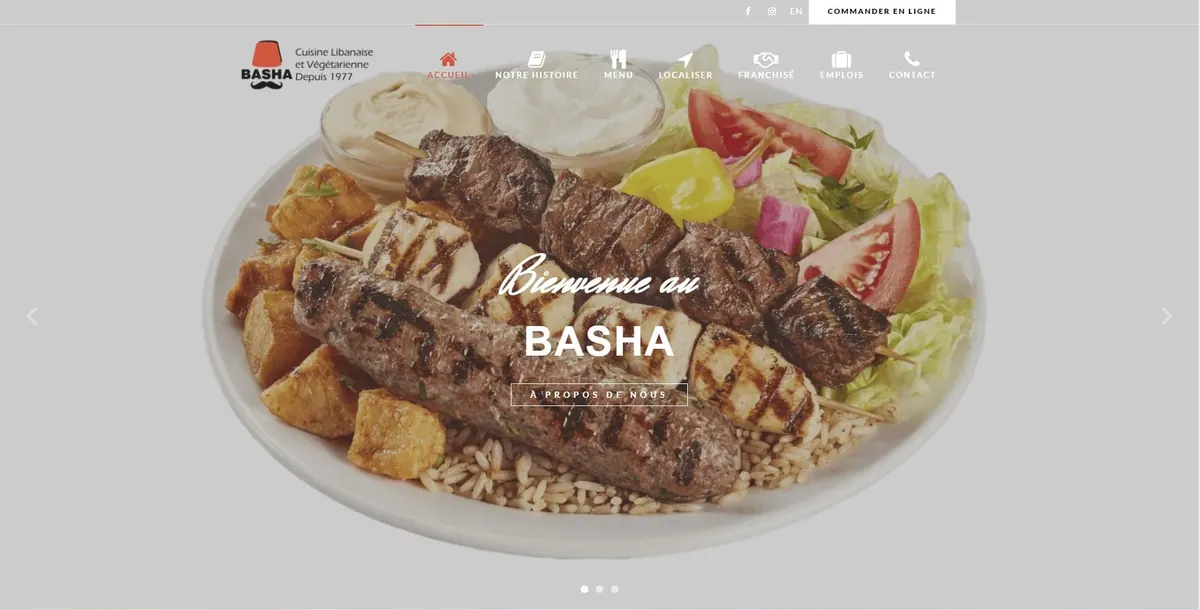 EN
COMMANDER EN LIGNE
BASHA
Cuisine Libanaise
et Végétarienne
Depuis 1977
ACCUEIL
NOTRE HISTOIRE
MENU
LOCALISER
FRANCHISÉ
EMPLOIS
CONTACT
Bienvenue au
BASHA
À PROPOS DE NOUS